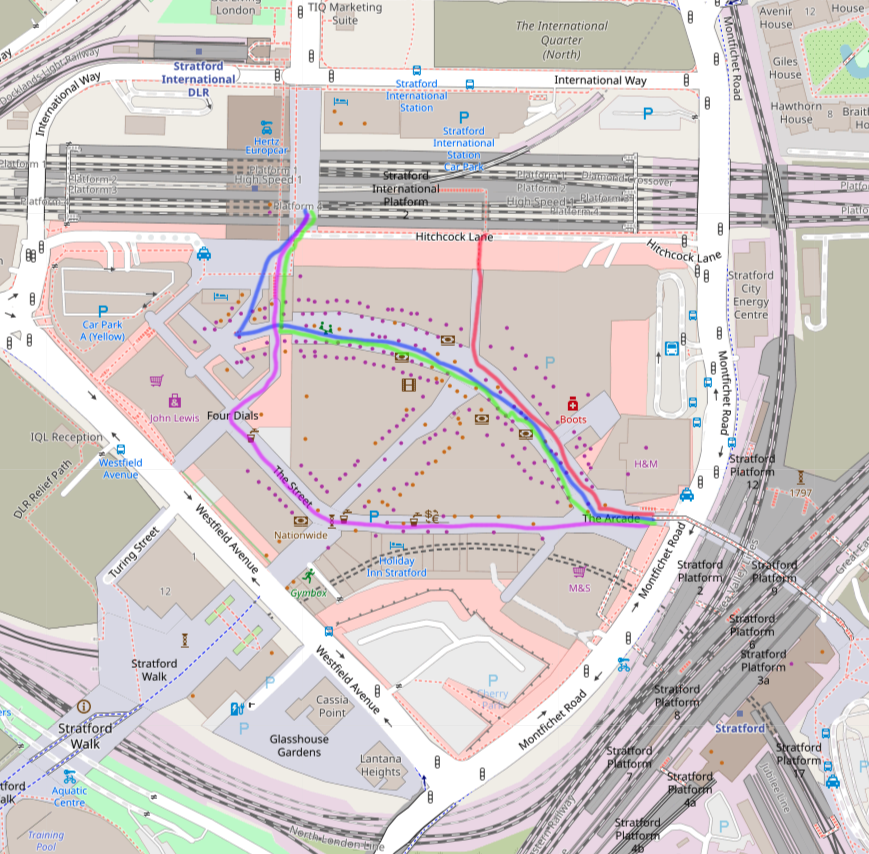 London
TIQ Marketing
Suite
The International
Quarter
(North)
Avenir
House
12
House
Giles
House
Hawthorn
House
8
Docklands Light Railway
Stratford
International
DLR
International Way
International Way
Stratford
International
Station
P
P
Stratford
International
Station
Car Park
Hertz
Europcar
Montfichet Road
Platform 1
Platform 2
Platform 3
High Speed 1
Platform 4
Stratford
International
Platform
2
Platform 1
Platform 2
High Speed 1
Diamond Crossover
Hitchcock Lane
Hitchcock Lane
Stratford
City
Energy
Centre
P
Car Park
A (Yellow)
P
Boots
John Lewis
Four Dials
H&M
Montfichet Road
IQL Reception
Westfield
Avenue
DLR Relief Path
The Street
P
Nationwide
The Arcade
Stratford
Platform
12
1797
Westfield Avenue
Turing Street
1
12
Holiday
Inn Stratford
Gymbox
M&S
Montfichet Road
Stratford
Platform
2
Stratford
Platform
9
Stratford
Platform
6
Stratford
Platform
3a
Stratford
Walk
Westfield Avenue
P
P
Cassia
Point
Stratford
Walk
Glasshouse
Gardens
P
Montfichet Road
Stratford
Platform
8
Stratford
Stratford
Platform
7
Stratford
Platform
17
Lantana
Heights
Aquatic
Centre
Stratford
Platform
4a
Jubilee Line
Training
Pool
North London Line
Stratford
Platform
4b
P